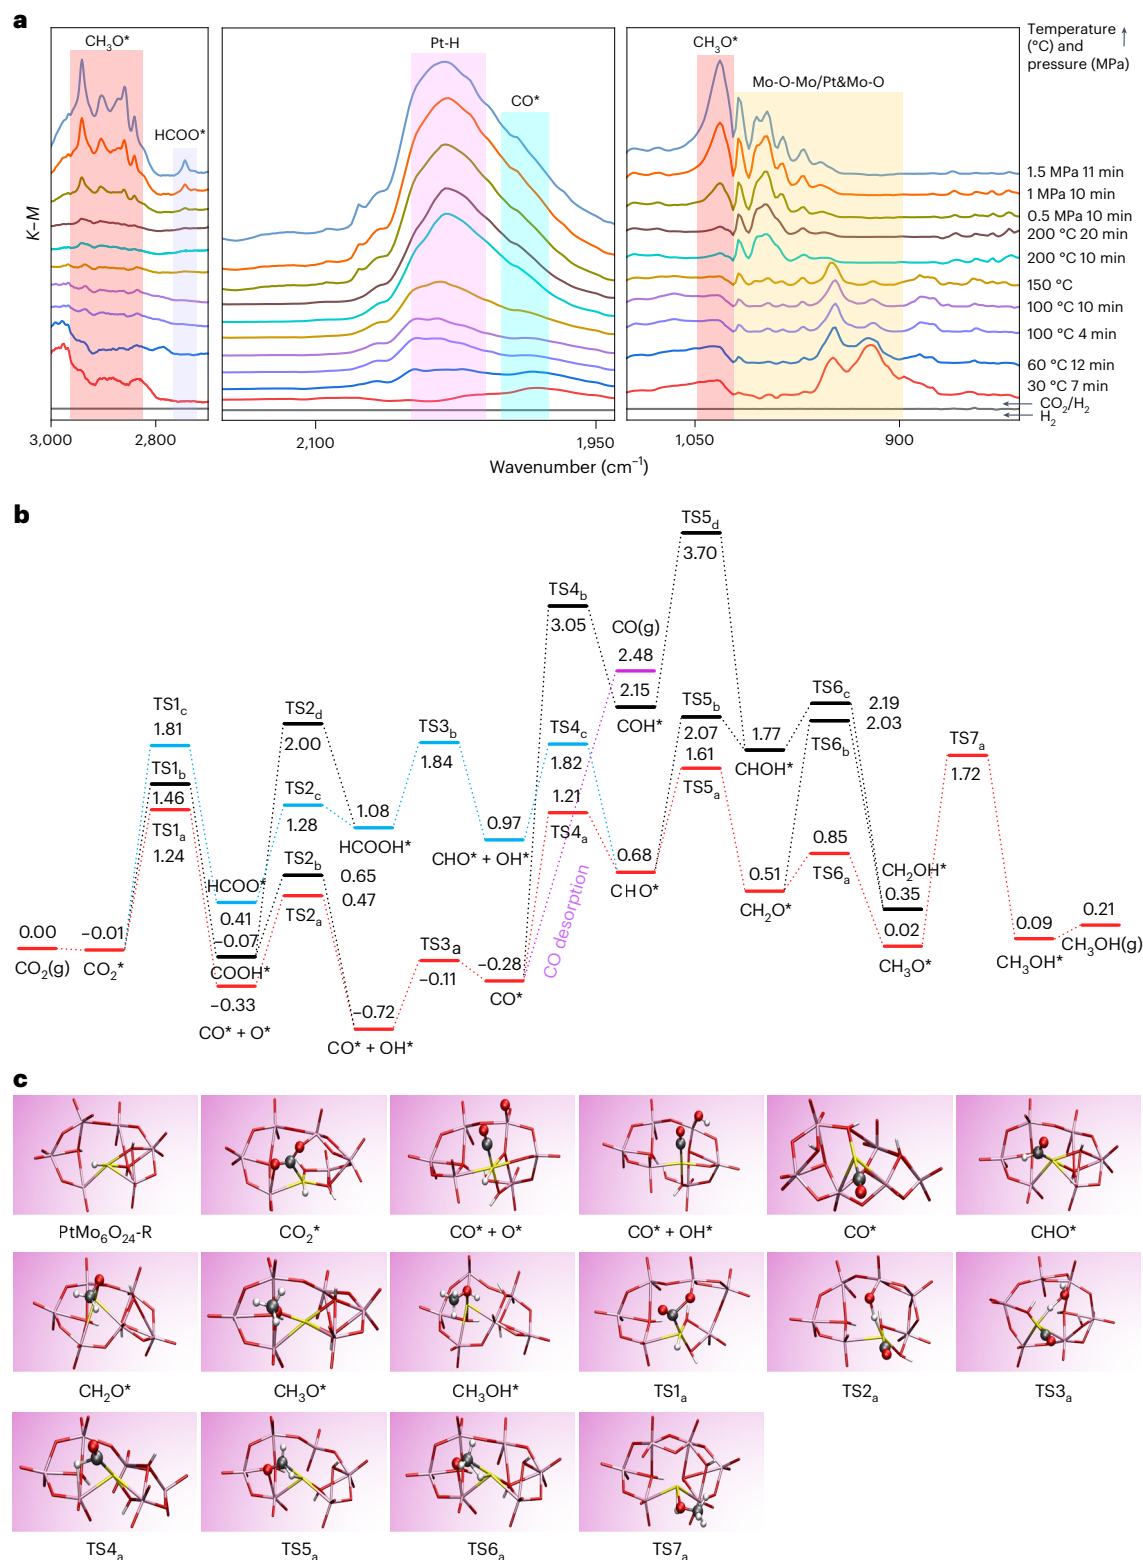 a
CH3O*
HCOO*
Pt-H
CO*
CH3O*
Mo-O-Mo/Pt&Mo-O
Temperature
(°C) and
pressure (MPa)
K–M
1.5 MPa 11 min
1 MPa 10 min
0.5 MPa 10 min
200 °C 20 min
200 °C 10 min
150 °C
100 °C 10 min
100 °C 4 min
60 °C 12 min
30 °C 7 min
CO2/H2
H2
3,000
2,800
2,100
1,950
1,050
900
Wavenumber (cm−1)
b
0.00
CO2(g)
−0.01
CO2*
TS1c
1.81
TS1b
1.46
TS1a
1.24
HCOO*
0.41
−0.07
COOH*
−0.33
CO* + O*
TS2d
2.00
TS2c
1.28
TS2b
0.65
0.47
TS2a
1.08
HCOOH*
−0.72
CO* + OH*
TS3b
1.84
TS3a
−0.11
0.97
CHO* + OH*
−0.28
CO*
TS4b
3.05
TS4c
1.82
1.21
TS4a
CO desorption
CO(g)
2.48
2.15
COH*
0.68
CHO*
TS5d
3.70
TS5b
2.07
1.61
TS5a
1.77
CHOH*
0.51
CH2O*
TS6c
2.19
2.03
TS6b
0.85
TS6a
CH2OH*
0.35
0.02
CH3O*
TS7a
1.72
0.09
CH3OH*
0.21
CH3OH(g)
c
PtMo6O24-R
CO2*
CO* + O*
CO* + OH*
CO*
CHO*
CH2O*
CH3O*
CH3OH*
TS1a
TS2a
TS3a
TS4a
TS5a
TS6a
TS7a